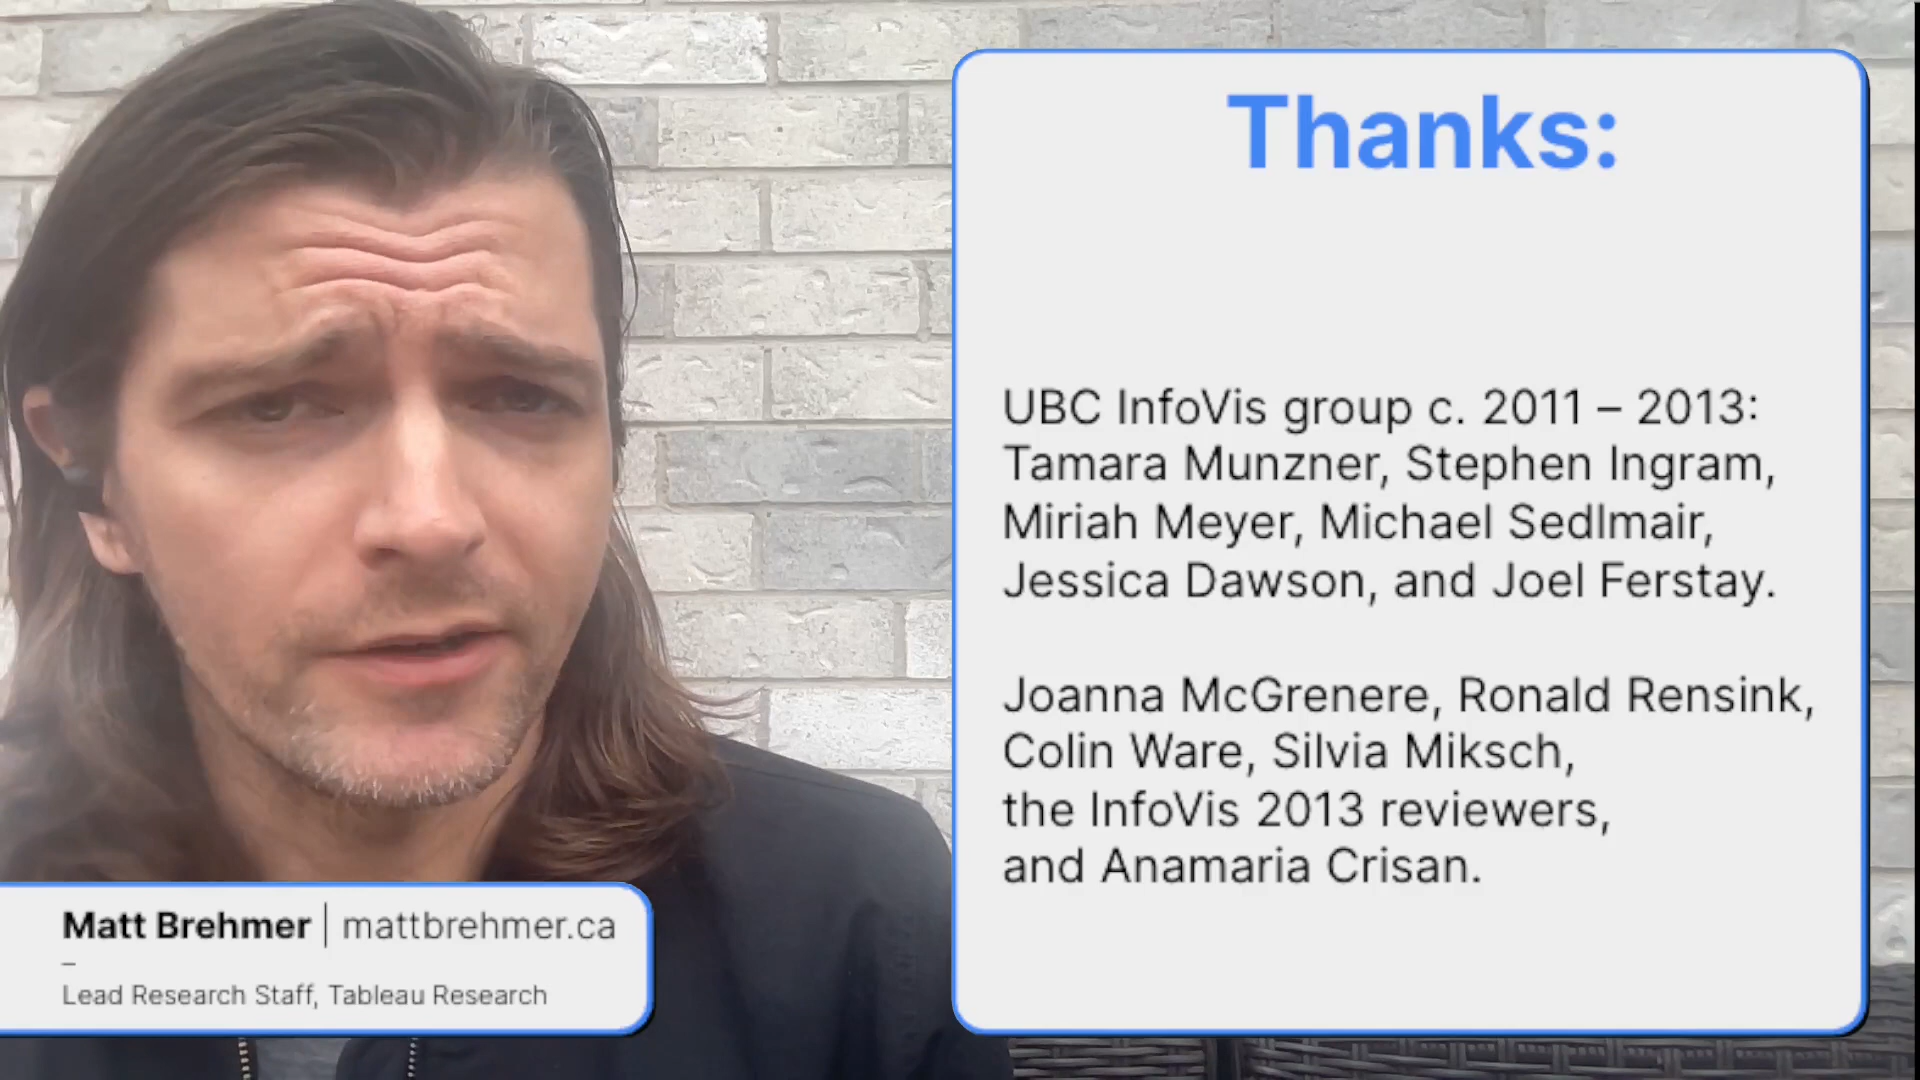 Thanks:
UBC InfoVis group c. 2011 – 2013:
Tamara Munzner, Stephen Ingram,
Miriah Meyer, Michael Sedlmair,
Jessica Dawson, and Joel Ferstay.
Joanna McGrenere, Ronald Rensink,
Colin Ware, Silvia Miksch,
the InfoVis 2013 reviewers,
and Anamaria Crisan.
Matt Brehmer | mattbrehmer.ca
–
Lead Research Staff, Tableau Research